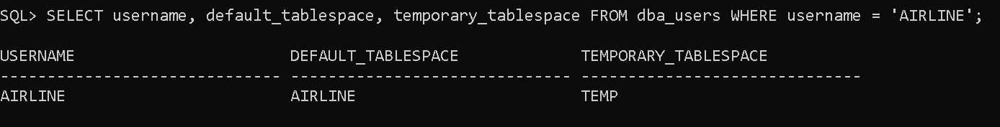 SQL> SELECT username, default_tablespace, temporary_tablespace FROM dba_users WHERE username = 'AIRLINE';
USERNAME                       DEFAULT_TABLESPACE             TEMPORARY_TABLESPACE
------------------------------ ------------------------------ ------------------------------
AIRLINE                        AIRLINE                        TEMP